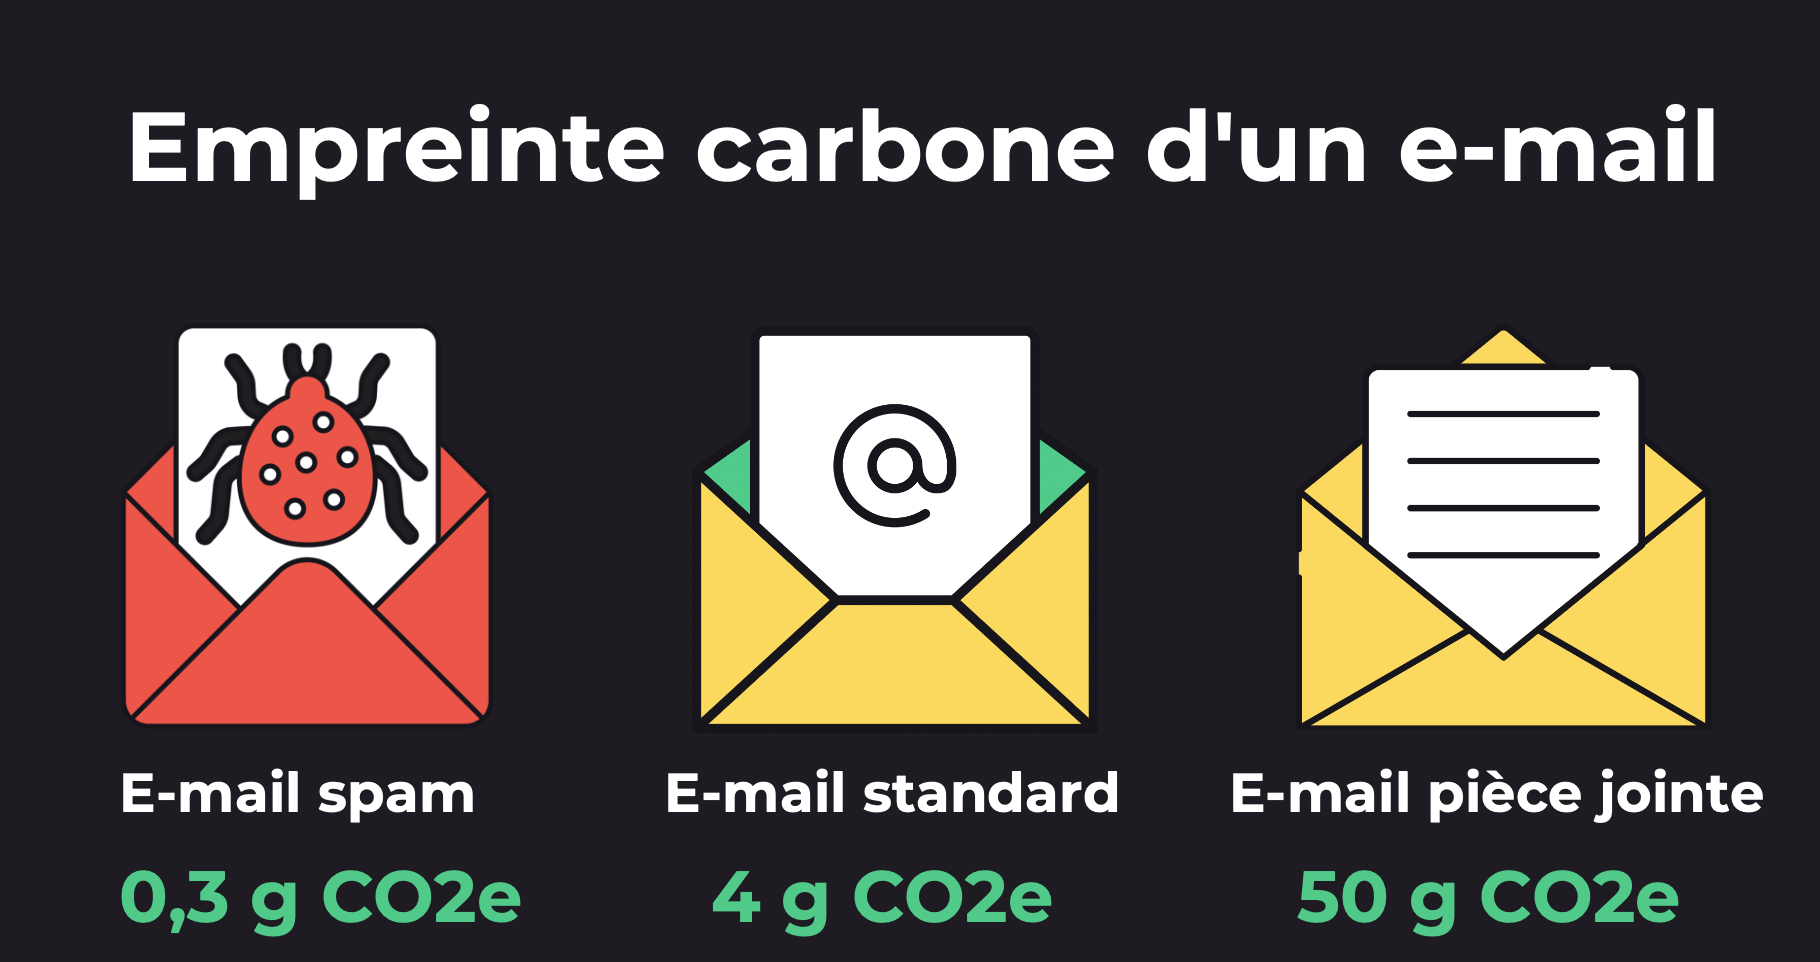 Empreinte carbone d'un e-mail
E-mail spam
E-mail standard
E-mail pièce jointe
0,3 g CO2e
4 g CO2e
50 g CO2e